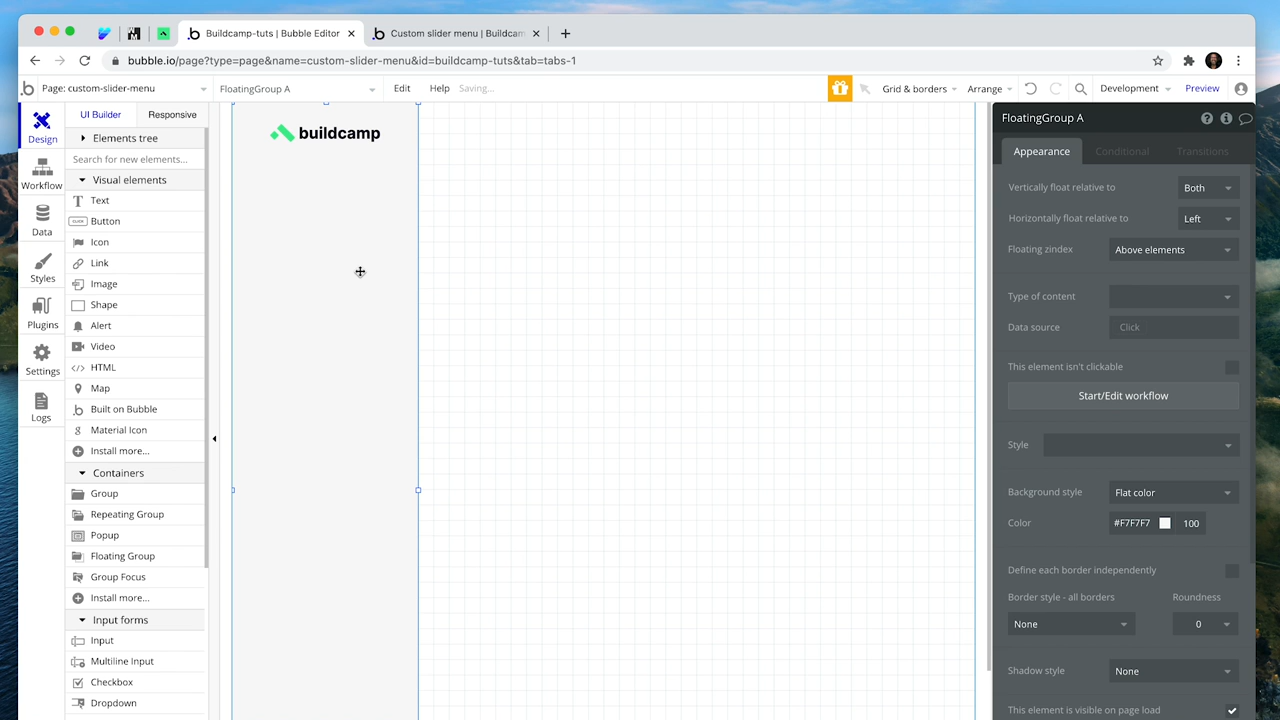 Buildcamp-tuts | Bubble Editor
Custom slider menu | Buildcam
bubble.io/page?type=page&name=custom-slider-menu&id=buildcamp-tuts&tab=tabs-1
Page: custom-slider-menu
FloatingGroup A
Edit
Help
Saving...
Grid & borders
Arrange
Development
Preview
Design
Workflow
Data
Styles
Plugins
Settings
Logs
UI Builder
Responsive
Elements tree
Search for new elements...
Visual elements
Text
CLICK
Button
Icon
Link
Image
Shape
Alert
Video
HTML
Map
Built on Bubble
Material Icon
Install more...
Containers
Group
Repeating Group
Popup
Floating Group
Group Focus
Install more...
Input forms
Input
Multiline Input
Checkbox
Dropdown
buildcamp
FloatingGroup A
Appearance
Conditional
Transitions
Vertically float relative to
Both
Horizontally float relative to
Left
Floating zindex
Above elements
Type of content
Data source
Click
This element isn't clickable
Start/Edit workflow
Style
Background style
Flat color
Color
#F7F7F7
100
Define each border independently
Border style - all borders
Roundness
None
0
Shadow style
None
This element is visible on page load